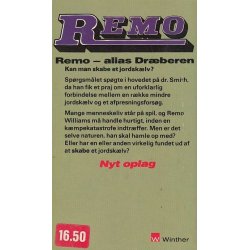 REMO
Remo – alias Dræberen
Kan man skabe et jordskælv?
Spørgsmålet spøgte i hovedet på dr. Smith,
da han fik et praj om en uforklarlig
forbindelse mellem en række mindre
jordskælv og et afpresningsforsøg.
Mange menneskeliv står på spil, og Remo
Williams må handle hurtigt, inden en
kæmpekatastrofe indtræffer. Men er det
selve naturen, han skal hamle op med?
Eller har en eller anden virkelig fundet ud af
at skabe et jordskælv?
Nyt oplag
16.50
Winther